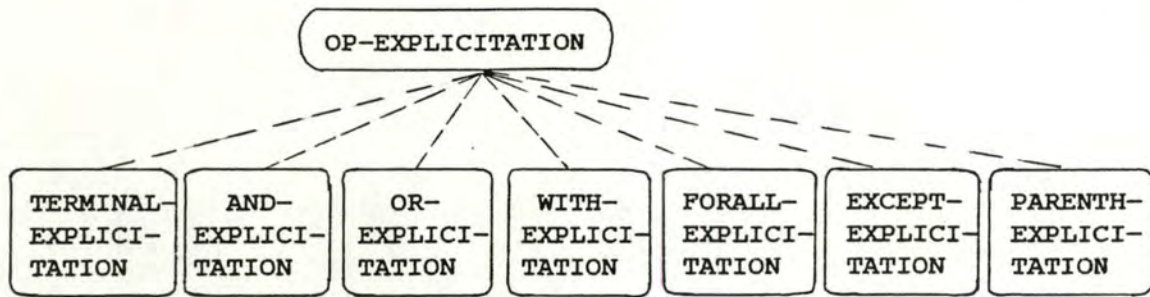 OP-EXPLICITATION
TERMINAL-
EXPLICI-
TATION
AND-
EXPLICI-
TATION
OR-
EXPLICI-
TATION
WITH-
EXPLICI-
TATION
FORALL-
EXPLICI-
TATION
EXCEPT-
EXPLICI-
TATION
PARENTH-
EXPLICI-
TATION